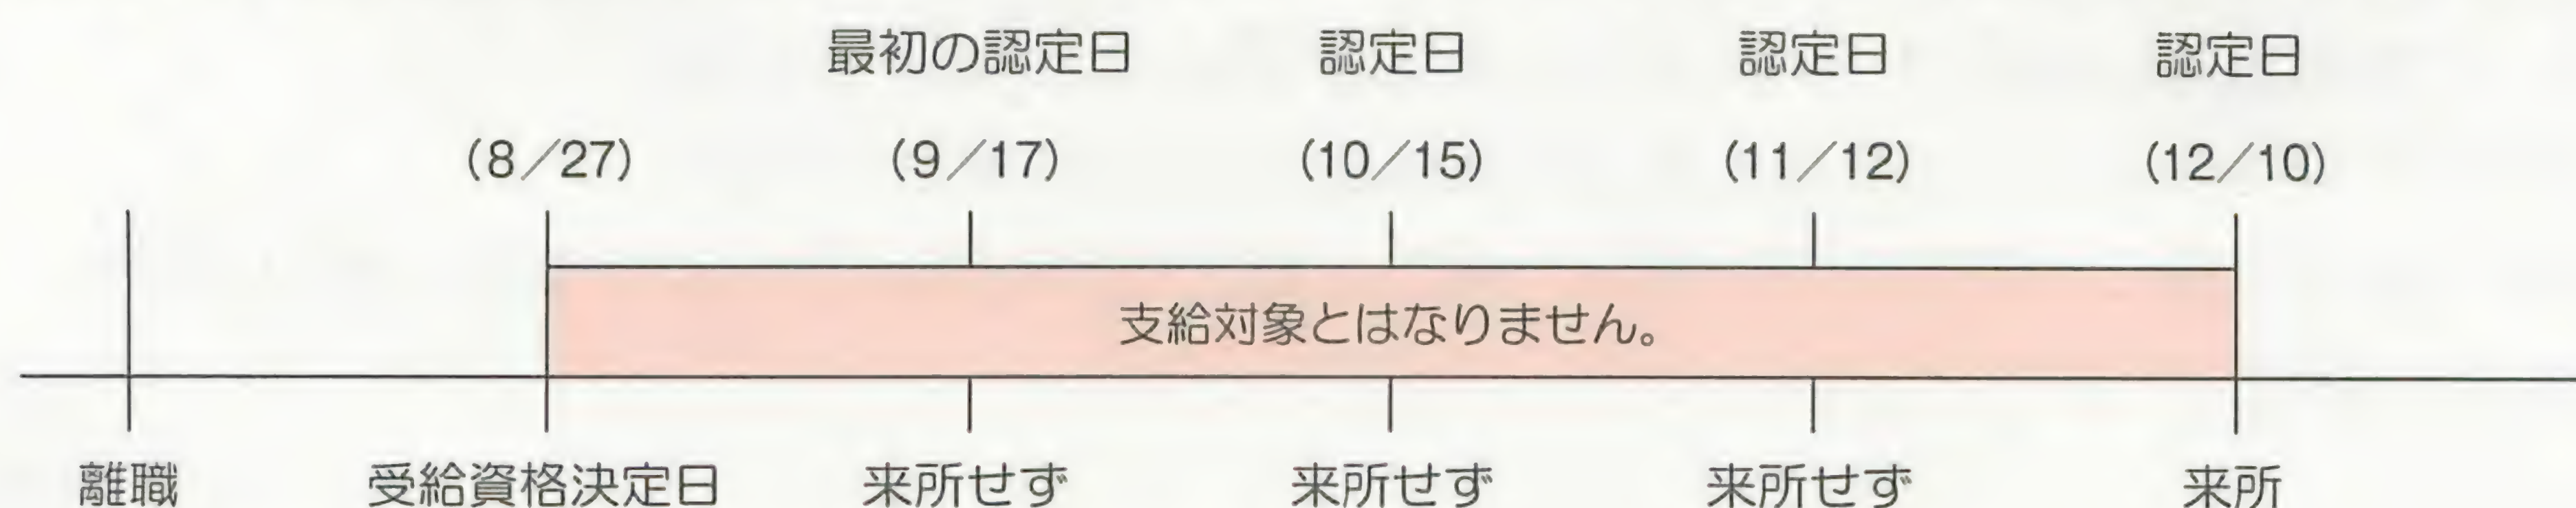 最初の認定日 認定日 認定日 認定日
(8／27) (9／17) (10／15) (11／12) (12／10)
支給対象とはなりません。
離職 受給資格決定日 来所せず 来所せず 来所せず 来所